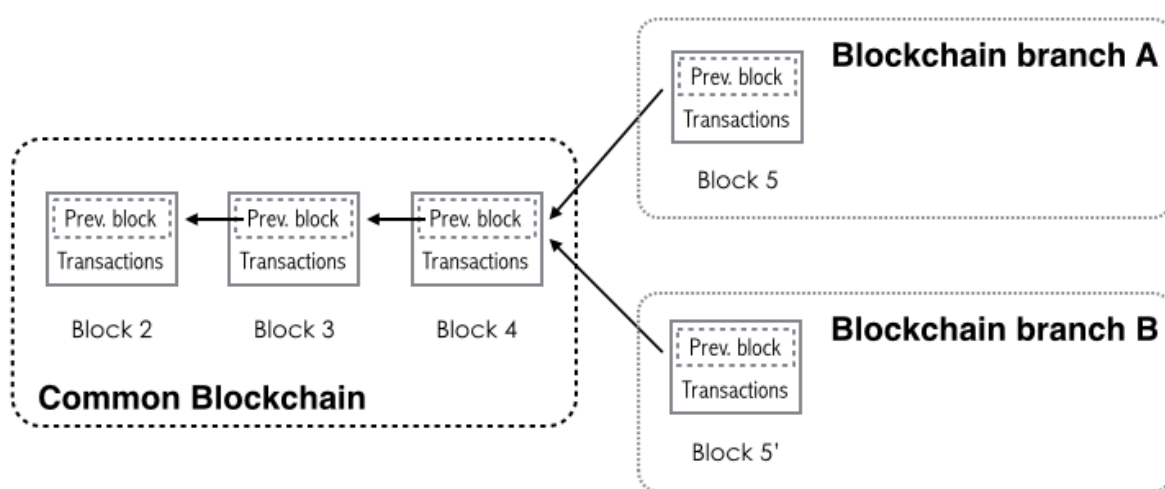 Blockchain branch A
Prev. block
Transactions
Block 5
Prev. block
Transactions
Block 2
Prev. block
Transactions
Block 3
Prev. block
Transactions
Block 4
Common Blockchain
Blockchain branch B
Prev. block
Transactions
Block 5'